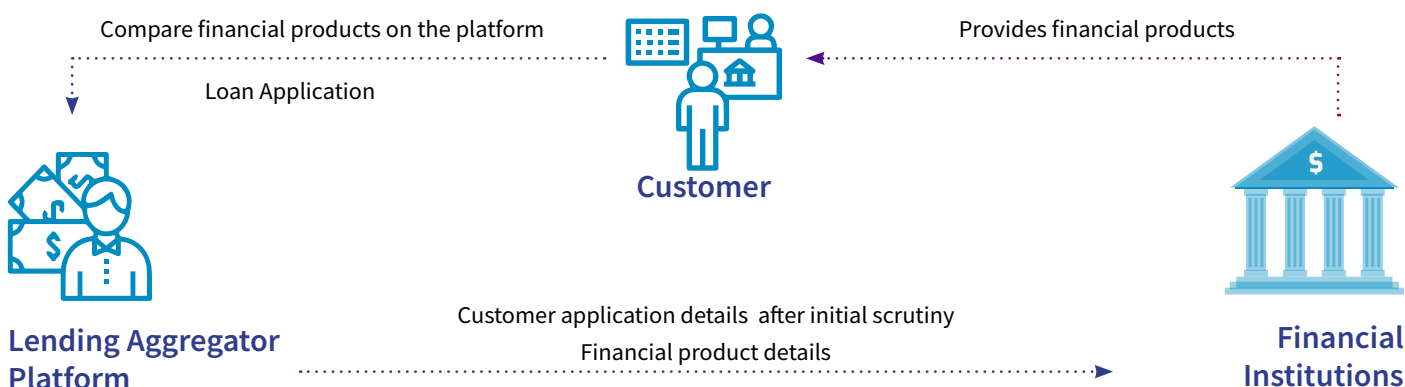 Compare financial products on the platform
Loan Application
Provides financial products
$
Customer
$
Customer application details after initial scrutiny
Financial product details
Lending Aggregator
Platform
Financial
Institutions